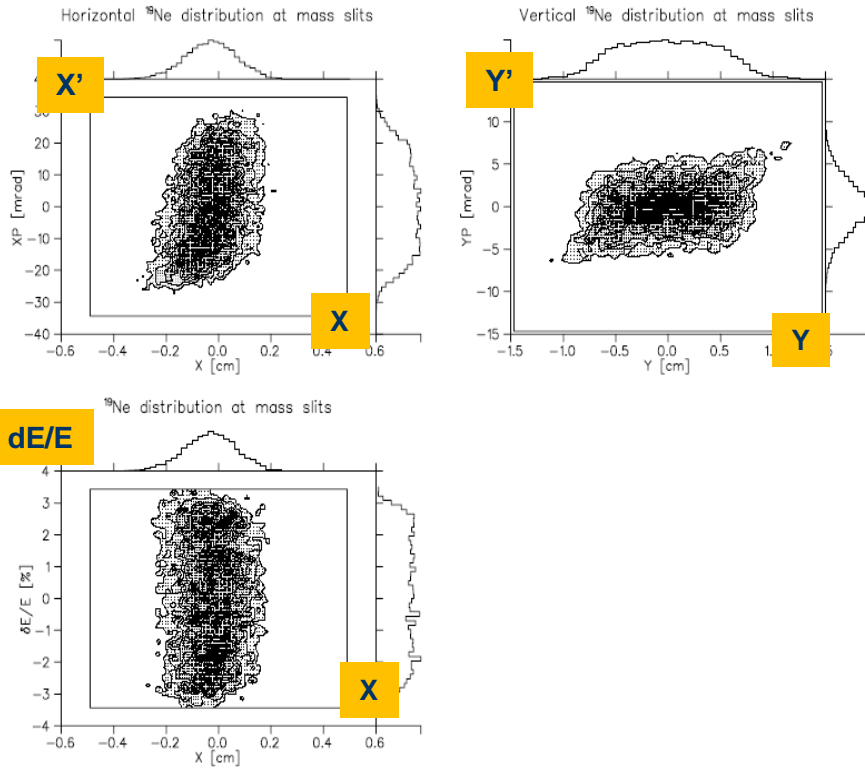 Horizontal ¹⁹Ne distribution at mass slits
X'
XP [mrad]
30
20
10
0
−10
−20
−30
−40
X
−0.6
−0.4
−0.2
0.0
0.2
0.4
0.6
X [cm]
Vertical ¹⁹Ne distribution at mass slits
Y'
YP [mrad]
10
5
0
−5
−10
−15
Y
−1.5
−1.0
−0.5
0.0
0.5
Y [cm]
¹⁹Ne distribution at mass slits
dE/E
δE/E [%]
4
3
2
1
0
−1
−2
−3
−4
X
−0.6
−0.4
−0.2
0.0
0.2
0.4
0.6
X [cm]